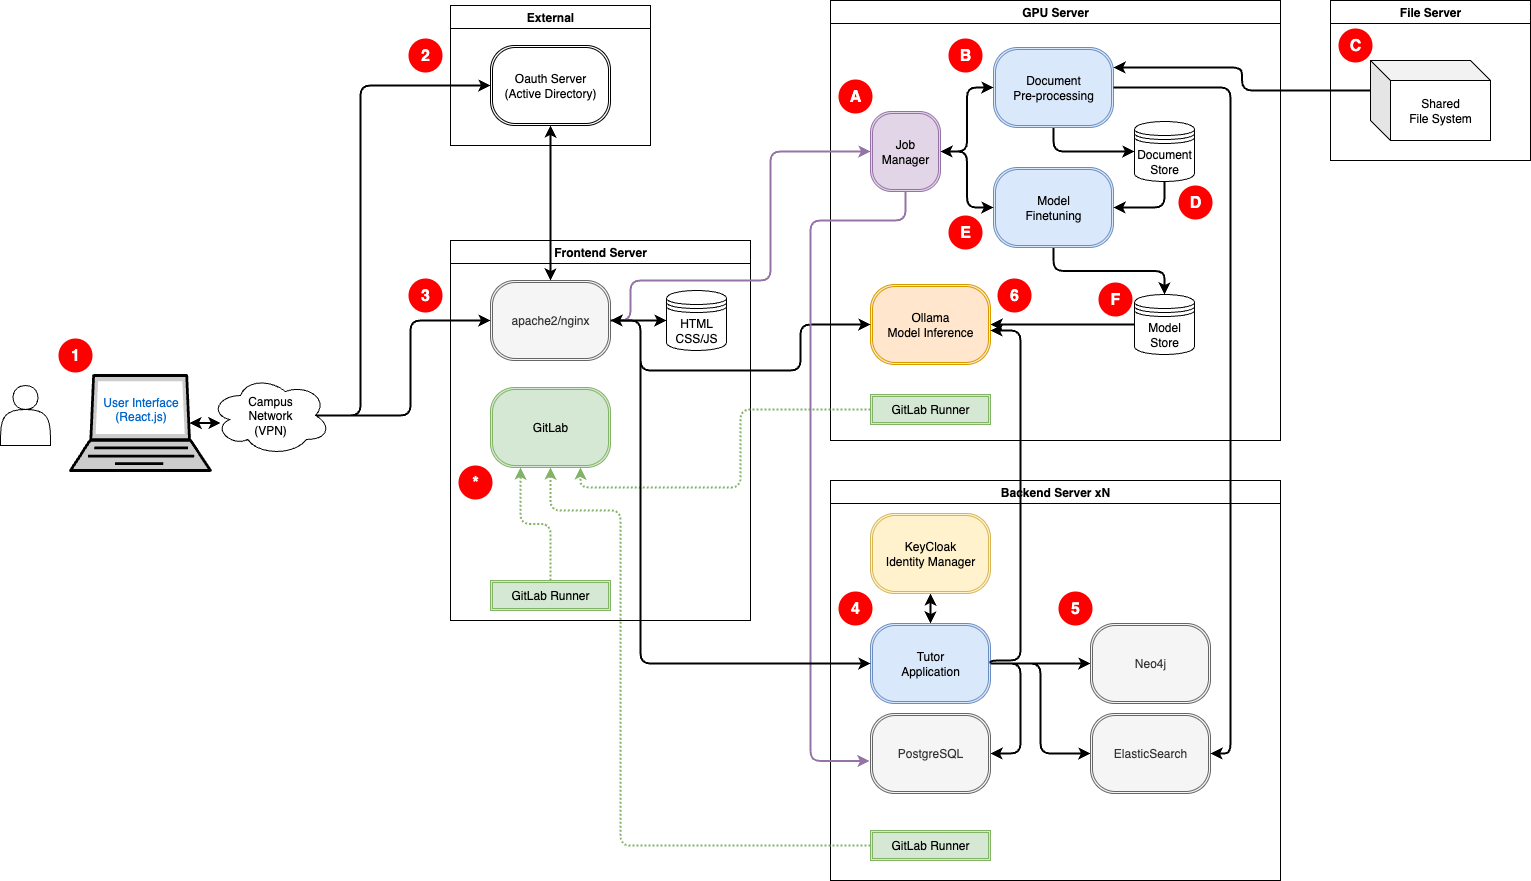 External
2
Oauth Server
(Active Directory)
GPU Server
B
Document
Pre-processing
A
Job
Manager
Document
Store
D
Model
Finetuning
E
6
Ollama
Model Inference
F
Model
Store
GitLab Runner
File Server
C
Shared
File System
Frontend Server
3
apache2/nginx
HTML
CSS/JS
GitLab
*
GitLab Runner
1
User Interface
(React.js)
Campus
Network
(VPN)
Backend Server xN
KeyCloak
Identity Manager
4
Tutor
Application
5
Neo4j
PostgreSQL
ElasticSearch
GitLab Runner